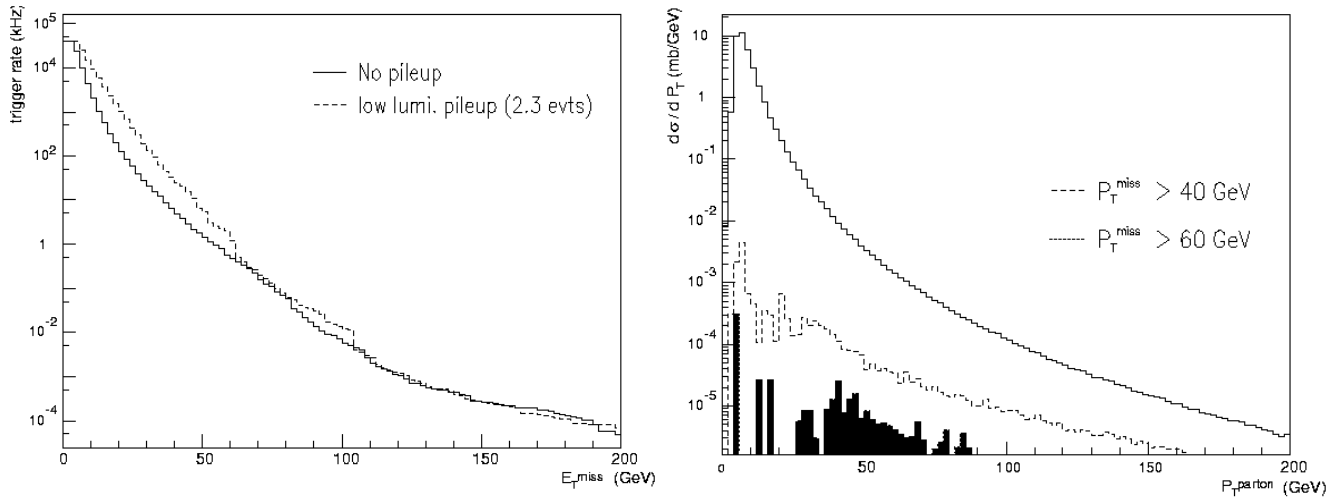 trigger rate (kHz)
10^5
10^4
10^2
1
10^-2
10^-4
No pileup
low lumi. pileup (2.3 evts)
0 50 100 150 200
E_T^miss (GeV)
dσ / d P_T (mb/GeV)
10
1
10^-1
10^-2
10^-3
10^-4
10^-5
P_T^miss > 40 GeV
P_T^miss > 60 GeV
0 50 100 150 200
P_T^parton (GeV)